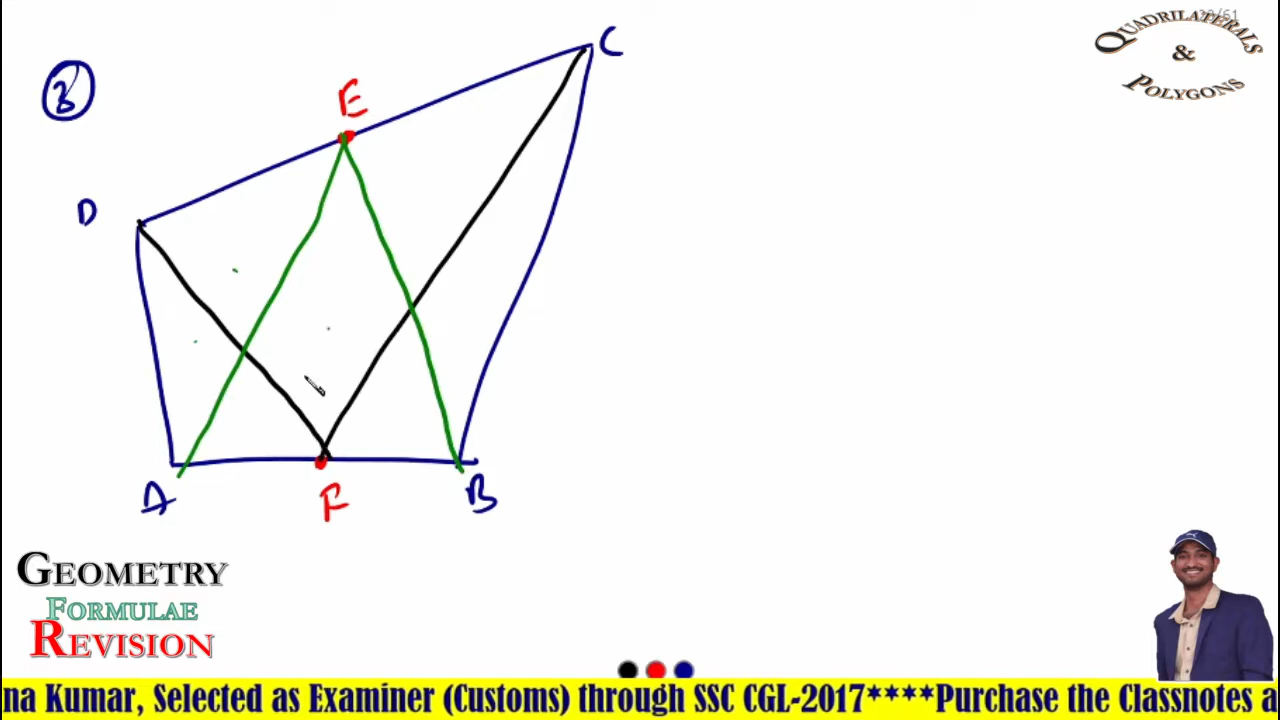 QUADRILATERALS
&
POLYGONS
C
E
D
A
F
B
GEOMETRY
FORMULAE
REVISION
na Kumar, Selected as Examiner (Customs) through SSC CGL-2017****Purchase the Classnotes a